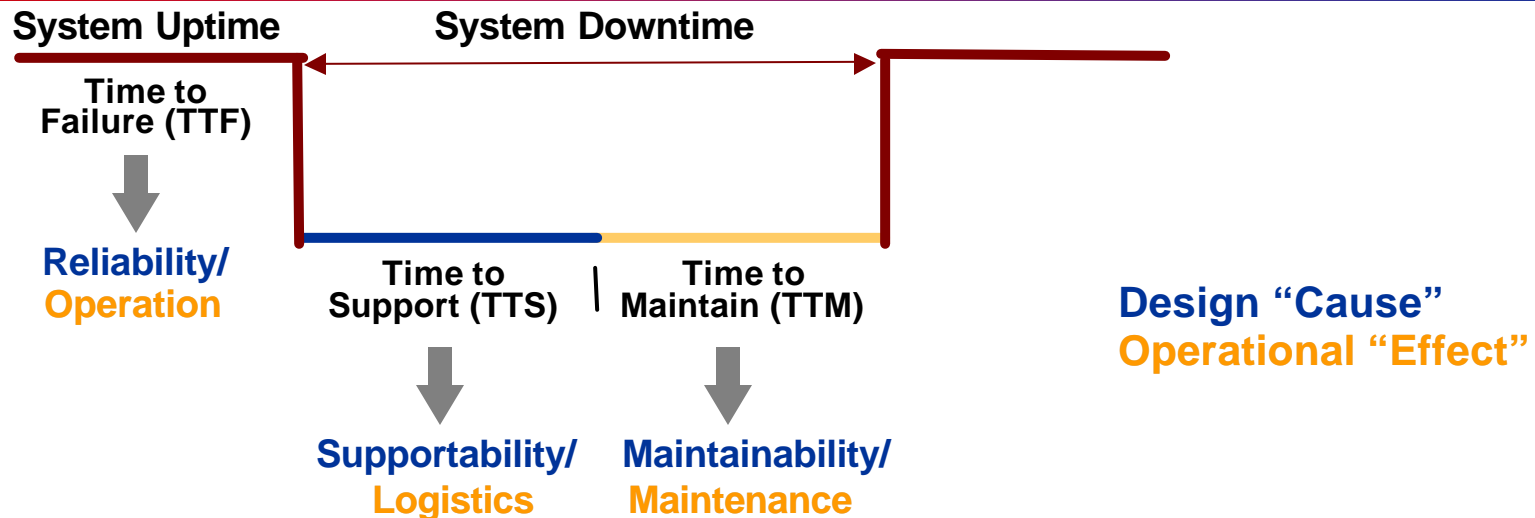 System Uptime
System Downtime
Time to
Failure (TTF)
Reliability/
Operation
Time to
Support (TTS)
Time to
Maintain (TTM)
Design “Cause”
Operational “Effect”
Supportability/
Logistics
Maintainability/
Maintenance